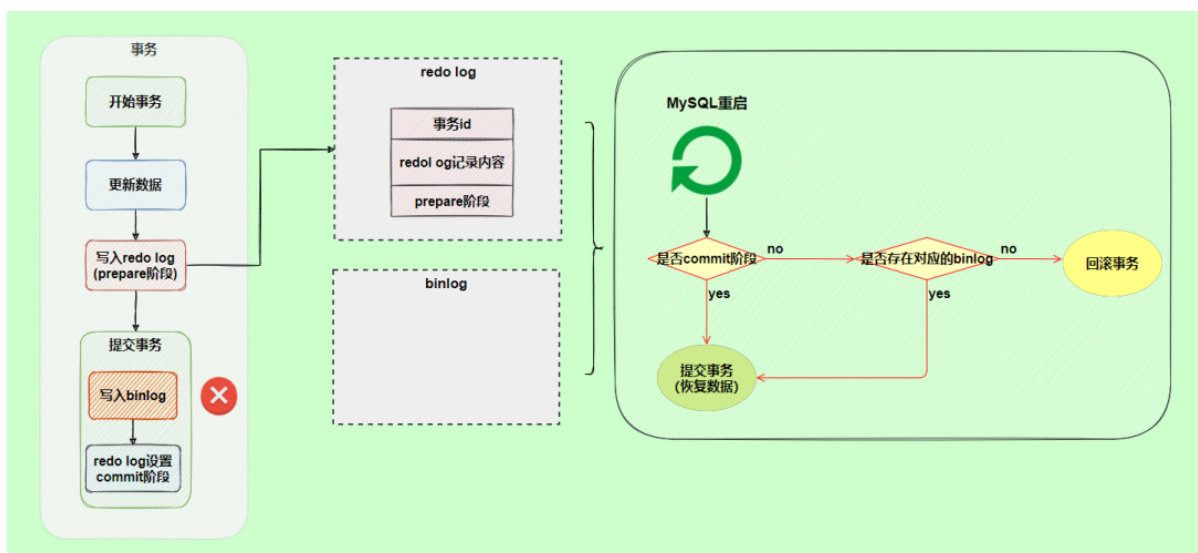 事务
开始事务
更新数据
写入redo log
(prepare阶段)
提交事务
写入binlog
redo log设置
commit阶段
redo log
事务id
redol og记录内容
prepare阶段
binlog
MySQL重启
是否commit阶段
no
是否存在对应的binlog
no
回滚事务
yes
yes
提交事务
(恢复数据)